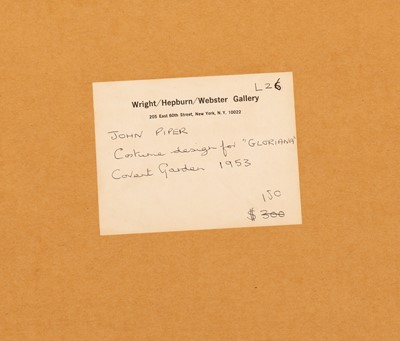 L26
Wright/Hepburn/Webster Gallery
205 East 60th Street, New York, N.Y. 10022
JOHN PIPER
Costume design for "GLORIANA"
Covent Garden 1953
150
$ 300